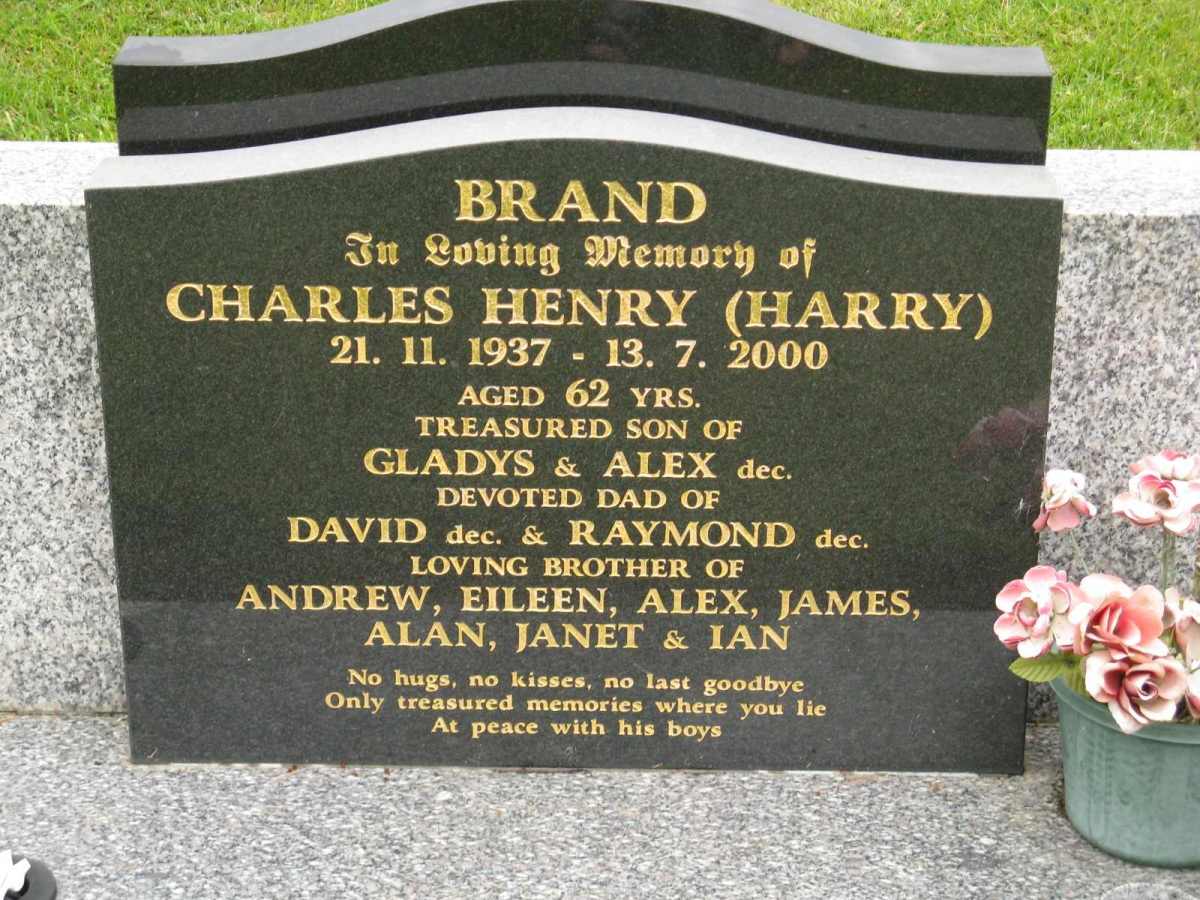 BRAND
In Loving Memory of
CHARLES HENRY (HARRY)
21. 11. 1937 - 13. 7. 2000
AGED 62 YRS.
TREASURED SON OF
GLADYS & ALEX dec.
DEVOTED DAD OF
DAVID dec. & RAYMOND dec.
LOVING BROTHER OF
ANDREW, EILEEN, ALEX, JAMES,
ALAN, JANET & IAN
No hugs, no kisses, no last goodbye
Only treasured memories where you lie
At peace with his boys